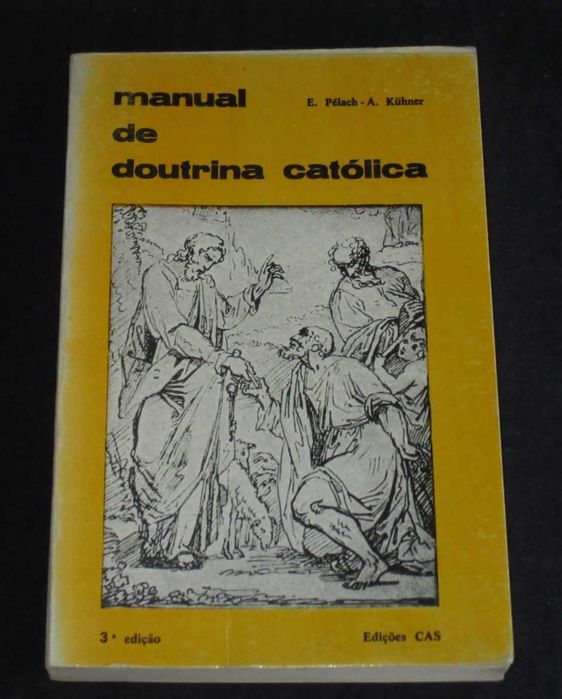 manual
E. Pélach - A. Kühner
de
doutrina católica
3ª edição
Edições CAS